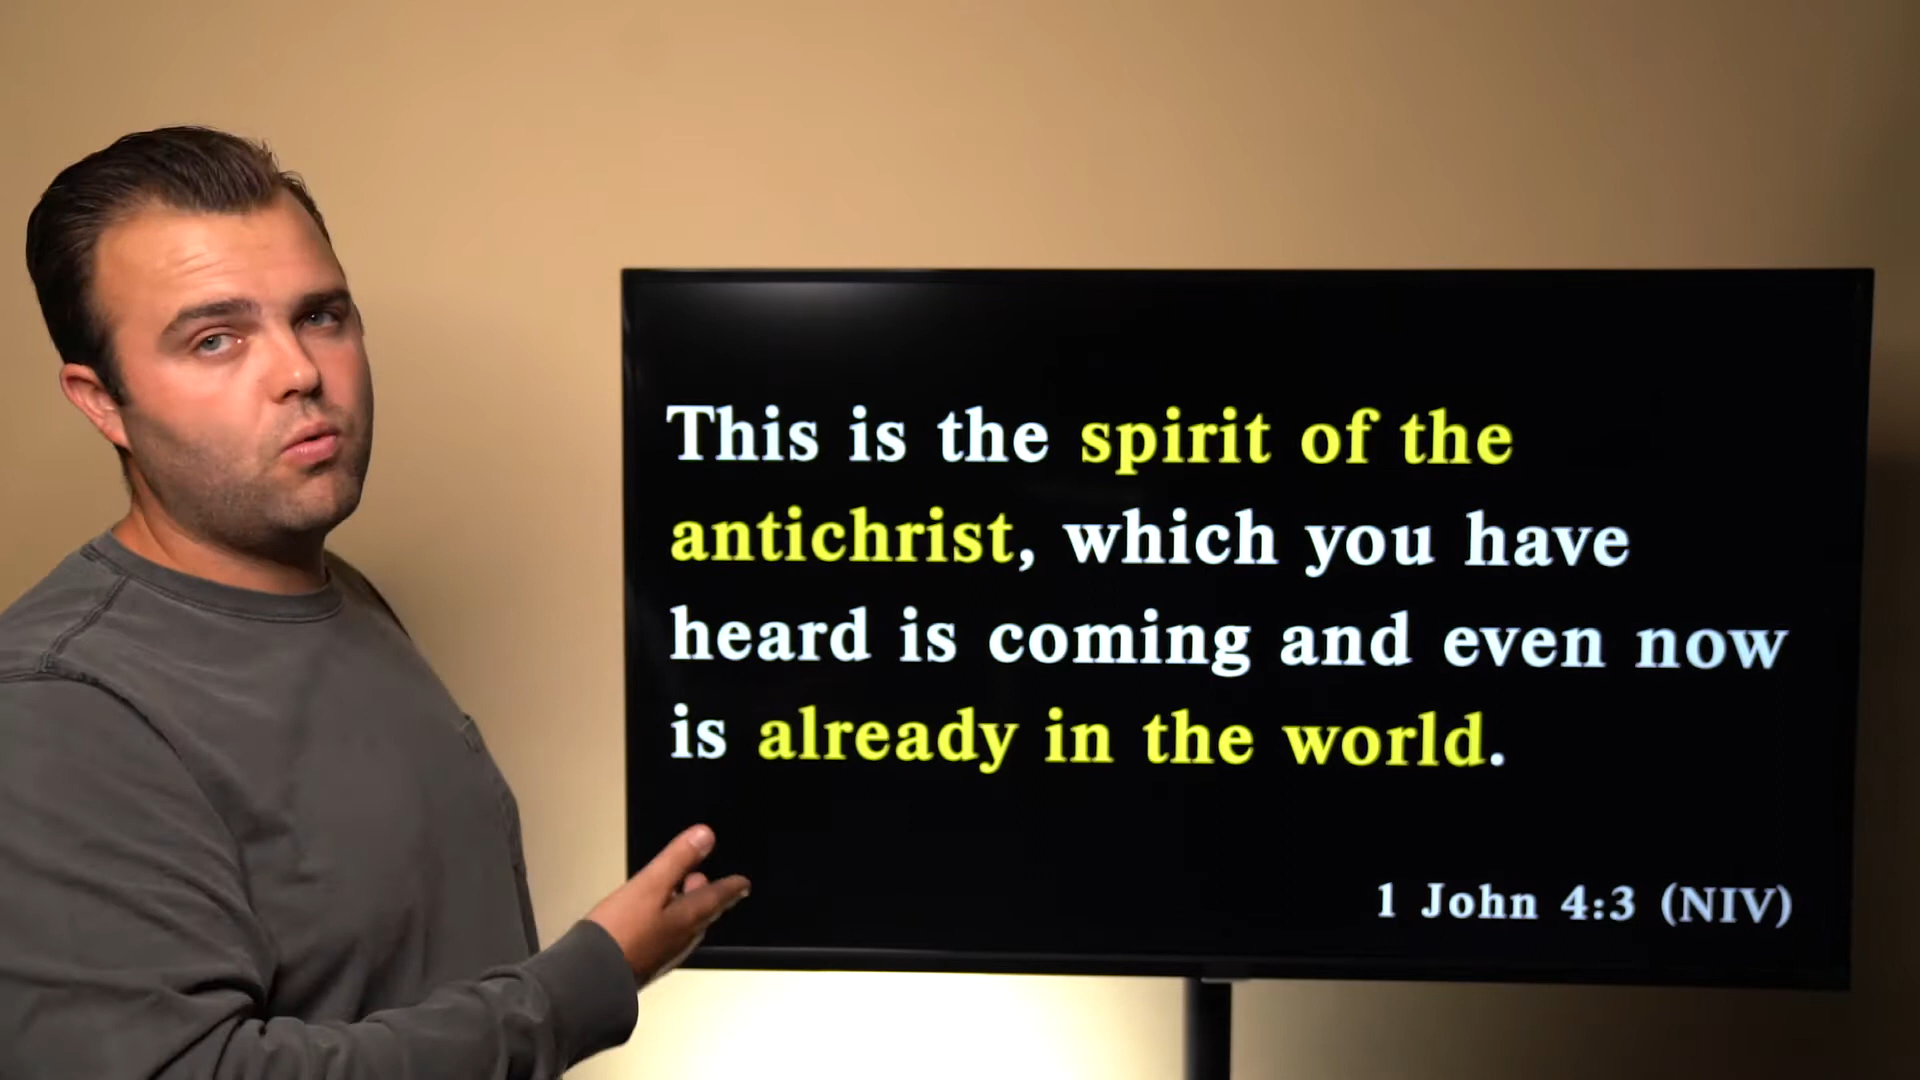 This is the spirit of the
antichrist, which you have
heard is coming and even now
is already in the world.
1 John 4:3 (NIV)